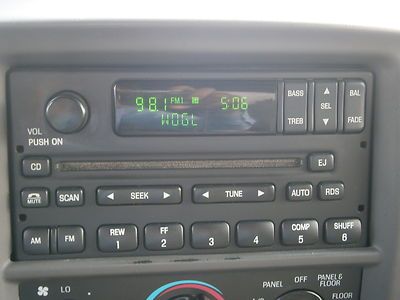 98.1 FM1 5:06
WOGL
BASS
TREB
SEL
BAL
FADE
VOL
PUSH ON
CD
EJ
MUTE
SCAN
SEEK
TUNE
AUTO
RDS
AM
FM
REW
1
FF
2
3
4
COMP
5
SHUFF
6
LO
PANEL
OFF
PANEL &
FLOOR
FLOOR